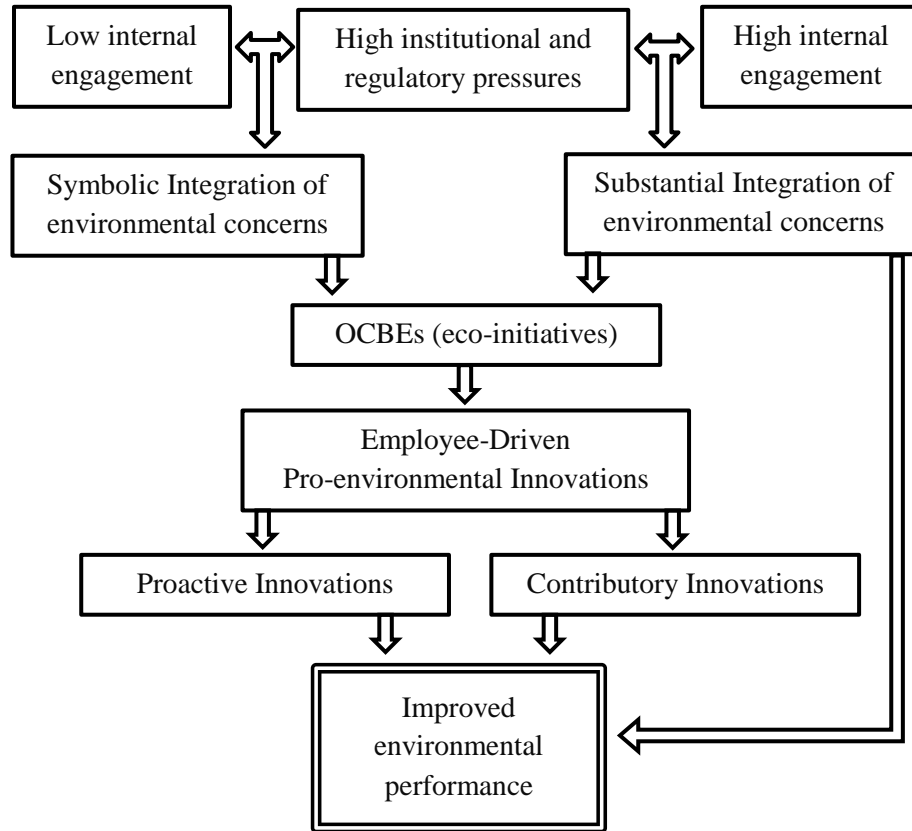 Low internal
engagement
High institutional and
regulatory pressures
High internal
engagement
Symbolic Integration of
environmental concerns
Substantial Integration of
environmental concerns
OCBEs (eco-initiatives)
Employee-Driven
Pro-environmental Innovations
Proactive Innovations
Contributory Innovations
Improved
environmental
performance